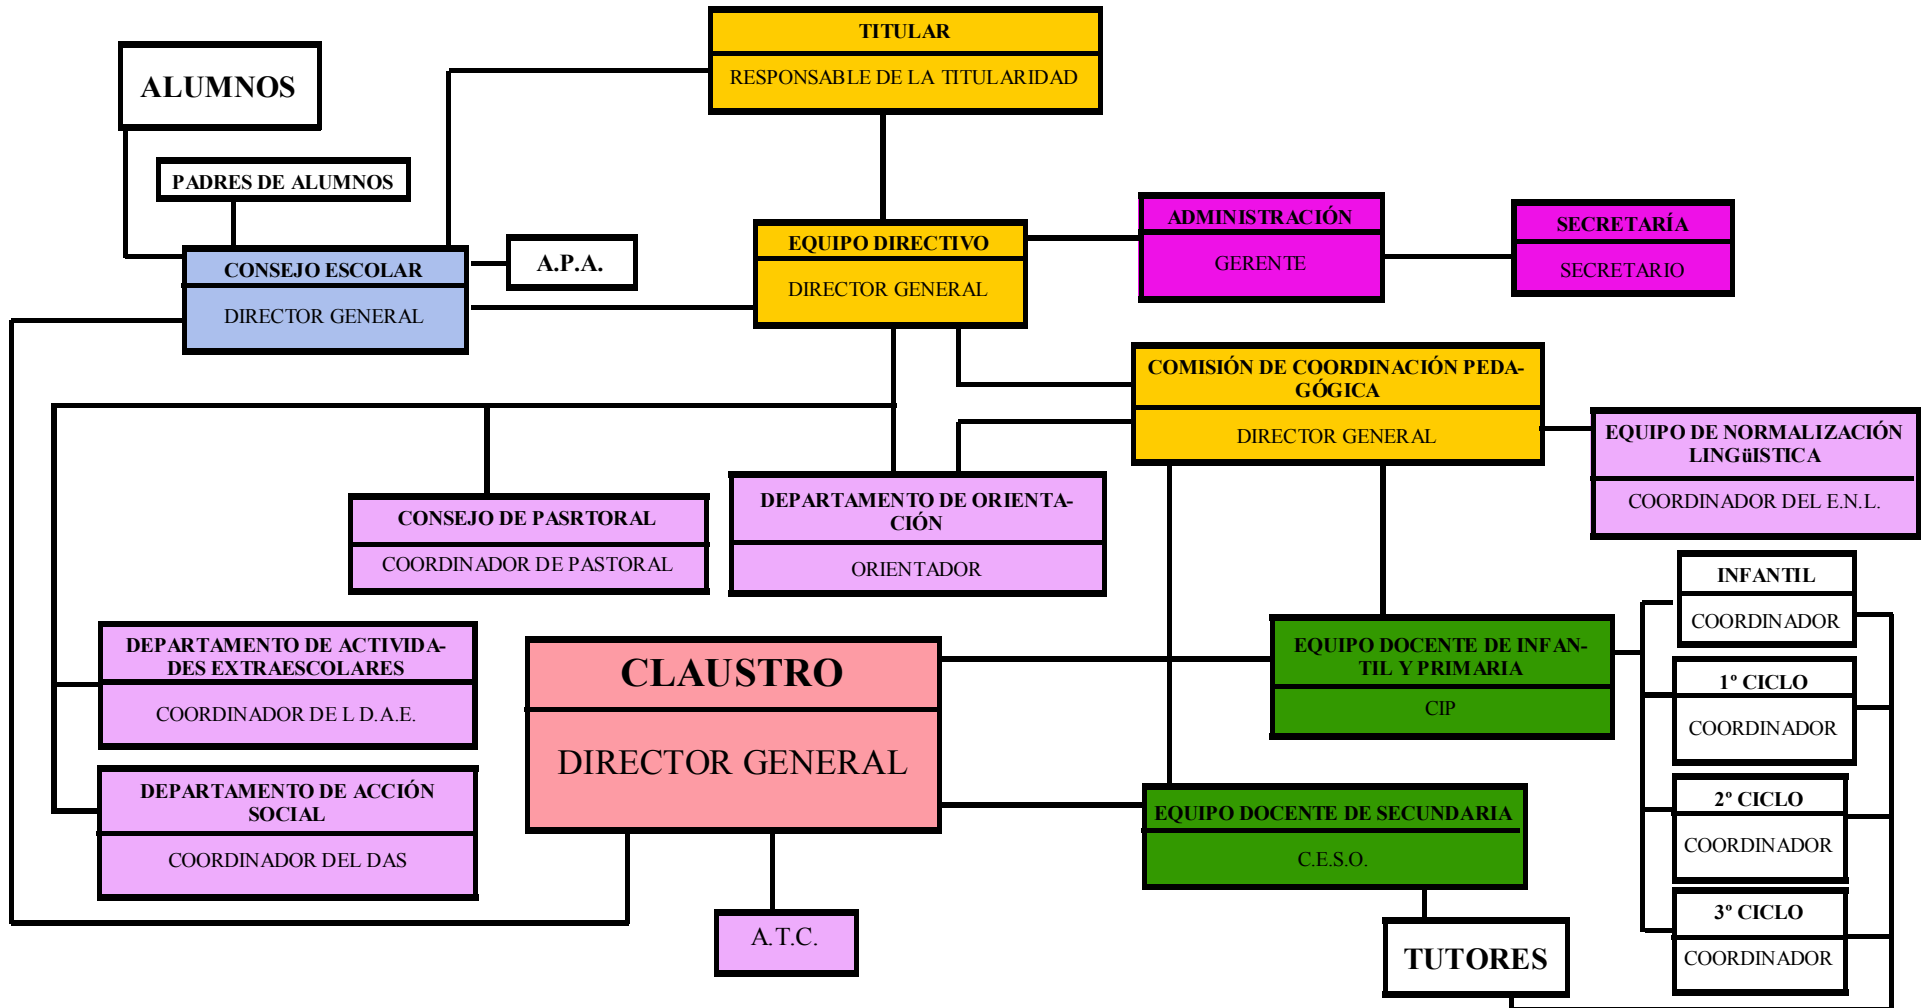 TITULAR
RESPONSABLE DE LA TITULARIDAD
ALUMNOS
PADRES DE ALUMNOS
A.P.A.
CONSEJO ESCOLAR
DIRECTOR GENERAL
EQUIPO DIRECTIVO
DIRECTOR GENERAL
ADMINISTRACIÓN
GERENTE
SECRETARÍA
SECRETARIO
COMISIÓN DE COORDINACIÓN PEDA-
GÓGICA
DIRECTOR GENERAL
EQUIPO DE NORMALIZACIÓN
LINGüISTICA
COORDINADOR DEL E.N.L.
CONSEJO DE PASRTORAL
COORDINADOR DE PASTORAL
DEPARTAMENTO DE ORIENTA-
CIÓN
ORIENTADOR
DEPARTAMENTO DE ACTIVIDA-
DES EXTRAESCOLARES
COORDINADOR DE L D.A.E.
DEPARTAMENTO DE ACCIÓN
SOCIAL
COORDINADOR DEL DAS
CLAUSTRO
DIRECTOR GENERAL
A.T.C.
EQUIPO DOCENTE DE INFAN-
TIL Y PRIMARIA
CIP
EQUIPO DOCENTE DE SECUNDARIA
C.E.S.O.
TUTORES
INFANTIL
COORDINADOR
1º CICLO
COORDINADOR
2º CICLO
COORDINADOR
3º CICLO
COORDINADOR